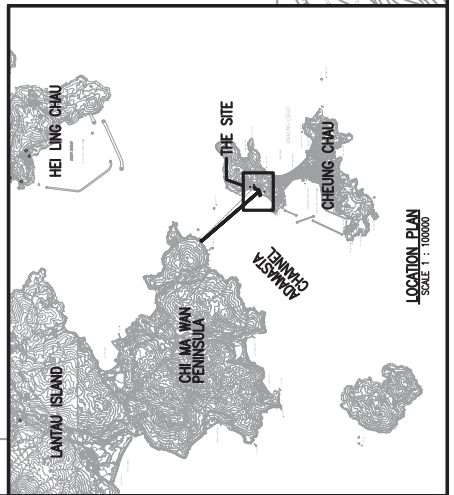 HEI LING CHAU
THE SITE
CHEUNG CHAU
ADAMASTA
CHANNEL
CHI MA WAN
PENINSULA
LANTAU ISLAND
LOCATION PLAN
SCALE 1 : 100000